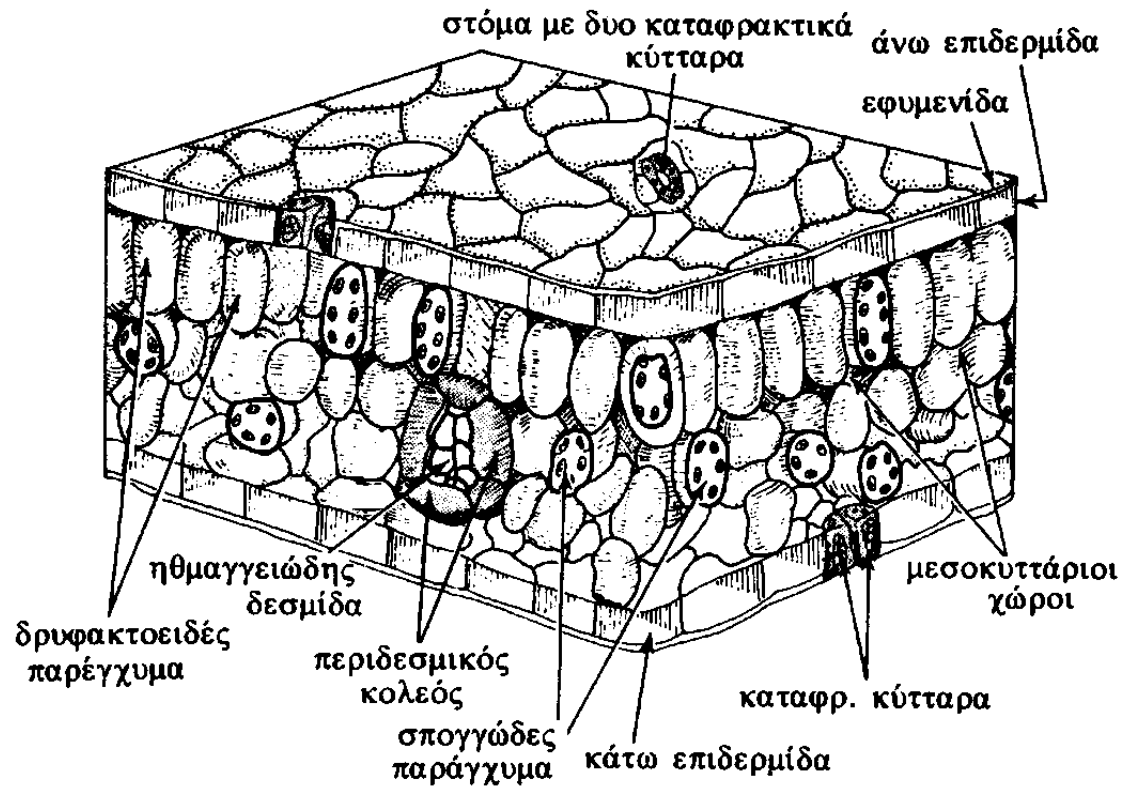 στόμα με δυο καταφρακτικά
κύτταρα
άνω επιδερμίδα
εφυμενίδα
ηθμαγγειώδης
δεσμίδα
μεσοκυττάριοι
χώροι
δρυφακτοειδές
παρέγχυμα
περιδεσμικός
κολεός
καταφρ. κύτταρα
σπογγώδες
παράγχυμα
κάτω επιδερμίδα